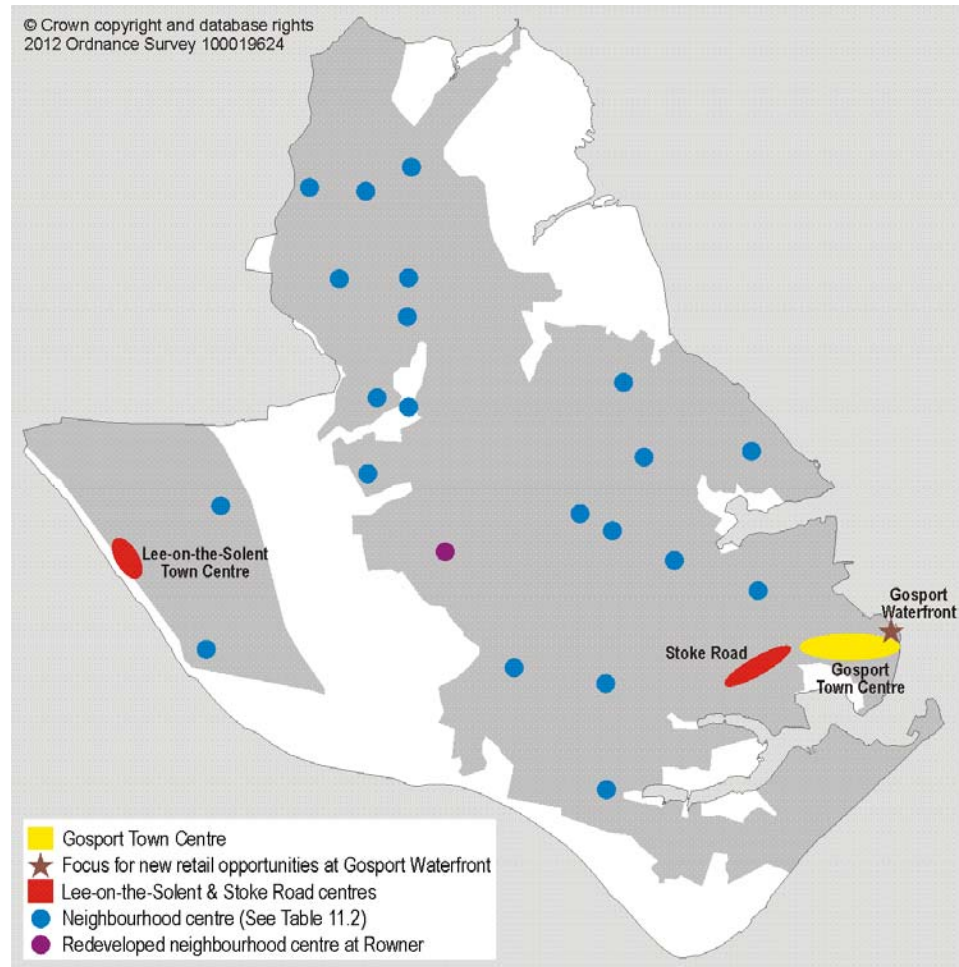 © Crown copyright and database rights
2012 Ordnance Survey 100019624
Lee-on-the-Solent
Town Centre
Gosport
Waterfront
Stoke Road
Gosport
Town Centre
Gosport Town Centre
Focus for new retail opportunities at Gosport Waterfront
Lee-on-the-Solent & Stoke Road centres
Neighbourhood centre (See Table 11.2)
Redeveloped neighbourhood centre at Rowner